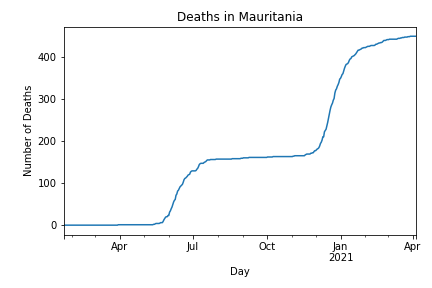 Deaths in Mauritania
Number of Deaths
400
300
200
100
0
Apr
Jul
Oct
Jan
2021
Apr
Day